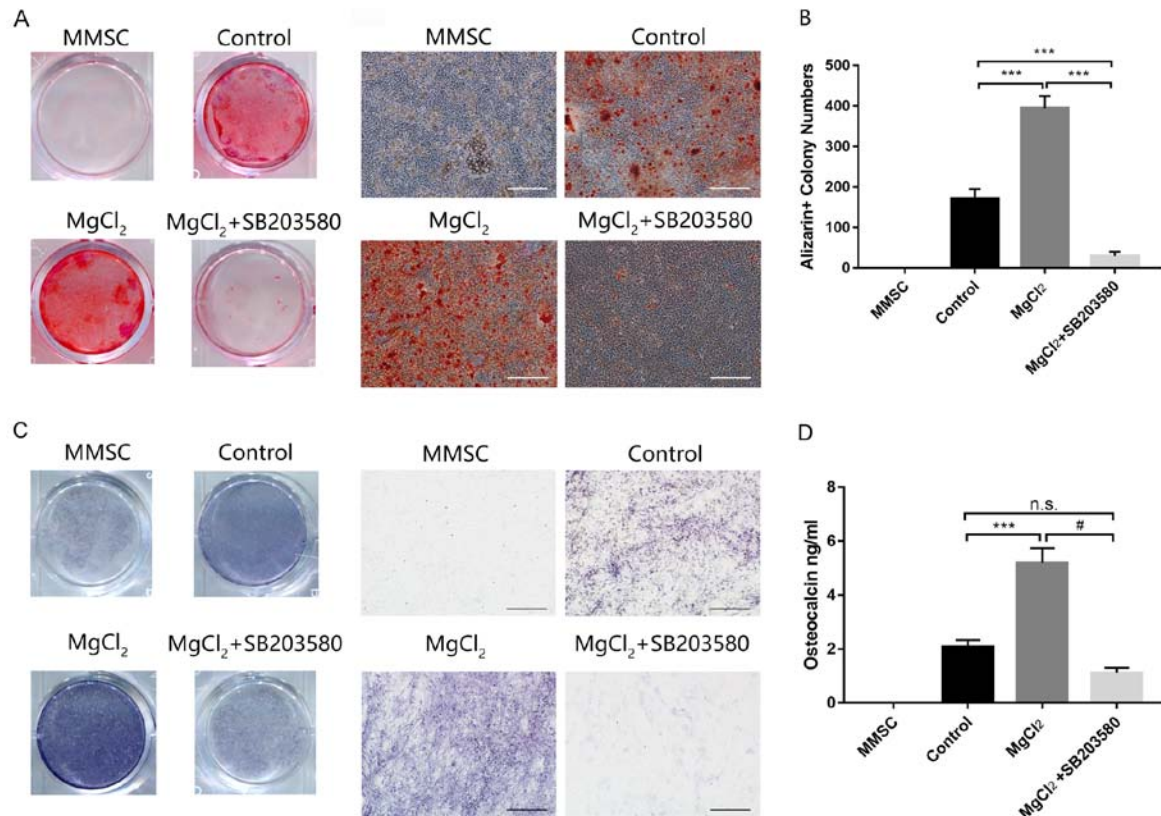 A
MMSC Control
MgCl₂ MgCl₂+SB203580
MMSC Control
MgCl₂ MgCl₂+SB203580
B
Alizarin+ Colony Numbers
500
400
300
200
100
0
***
*** ***
MMSC
Control
MgCl₂
MgCl₂+SB203580
C
MMSC Control
MgCl₂ MgCl₂+SB203580
MMSC Control
MgCl₂ MgCl₂+SB203580
D
Osteocalcin ng/ml
8
6
4
2
0
n.s.
*** #
MMSC
Control
MgCl₂
MgCl₂+SB203580